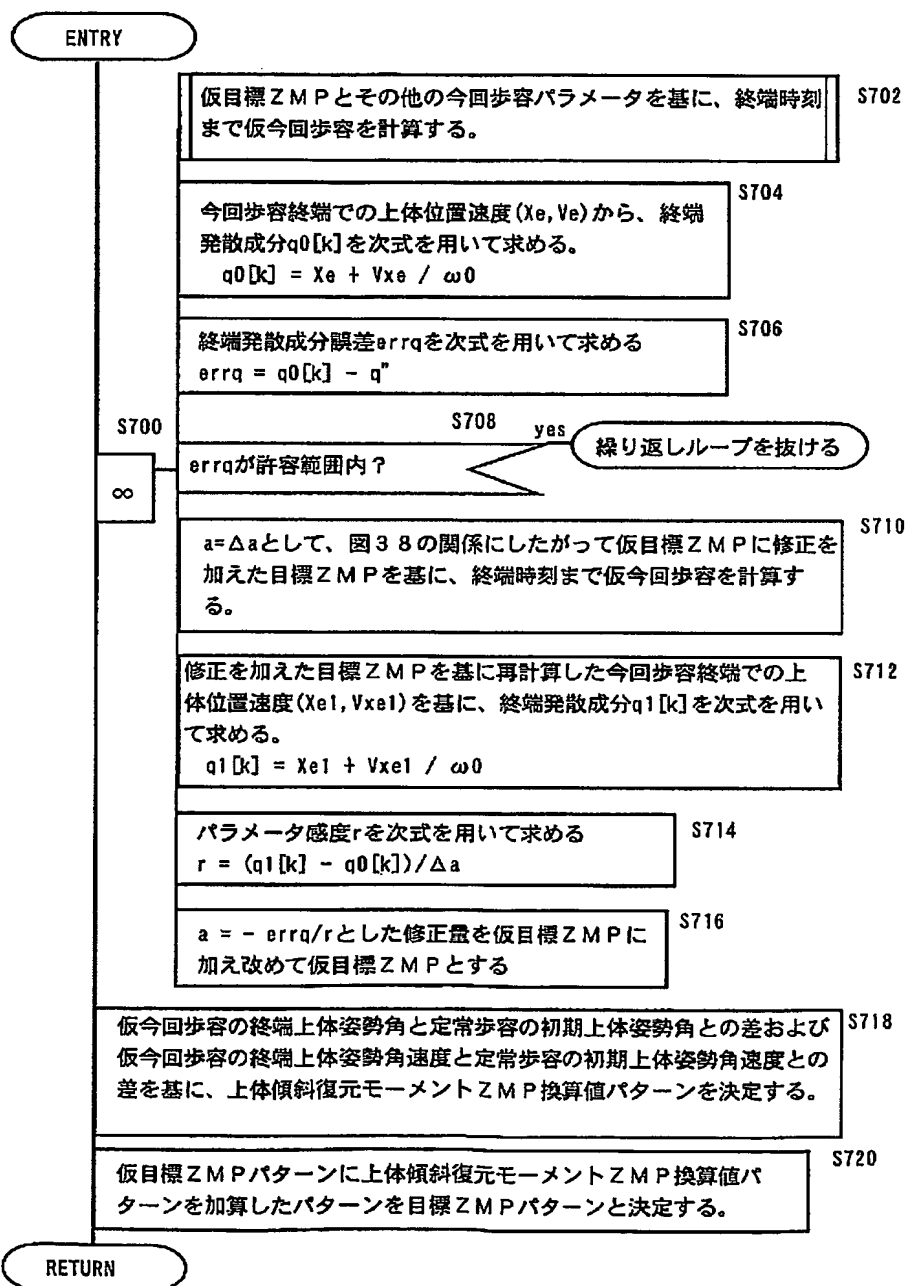 ENTRY
仮目標ZMPとその他の今回歩容パラメータを基に、終端時刻
まで仮今回歩容を計算する。
S702
S704
今回歩容終端での上体位置速度(Xe,Ve)から、終端
発散成分q0[k]を次式を用いて求める。
q0[k] = Xe + Vxe / ω0
S706
終端発散成分誤差errqを次式を用いて求める
errq = q0[k] - q"
S700
∞
S708
yes
errqが許容範囲内?
繰り返しループを抜ける
S710
a=Δaとして、図38の関係にしたがって仮目標ZMPに修正を
加えた目標ZMPを基に、終端時刻まで仮今回歩容を計算す
る。
S712
修正を加えた目標ZMPを基に再計算した今回歩容終端での上
体位置速度(Xe1,Vxe1)を基に、終端発散成分q1[k]を次式を用い
て求める。
q1[k] = Xe1 + Vxe1 / ω0
S714
パラメータ感度rを次式を用いて求める
r = (q1[k] - q0[k])/Δa
S716
a = - errq/rとした修正量を仮目標ZMPに
加え改めて仮目標ZMPとする
S718
仮今回歩容の終端上体姿勢角と定常歩容の初期上体姿勢角との差および
仮今回歩容の終端上体姿勢角速度と定常歩容の初期上体姿勢角速度との
差を基に、上体傾斜復元モーメントZMP換算値パターンを決定する。
S720
仮目標ZMPパターンに上体傾斜復元モーメントZMP換算値パ
ターンを加算したパターンを目標ZMPパターンと決定する。
RETURN